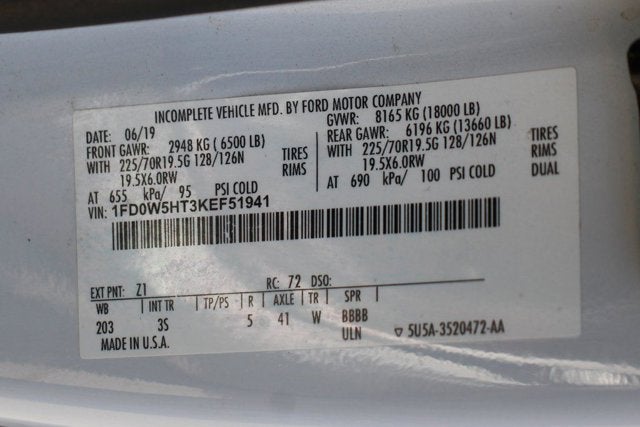 INCOMPLETE VEHICLE MFD. BY FORD MOTOR COMPANY
DATE: 06/19
FRONT GAWR: 2948 KG ( 6500 LB)
WITH 225/70R19.5G 128/126N TIRES
19.5X6.0RW RIMS
AT 655 kPa/ 95 PSI COLD
GVWR: 8165 KG (18000 LB)
REAR GAWR: 6196 KG (13660 LB)
WITH 225/70R19.5G 128/126N TIRES
19.5X6.0RW RIMS
DUAL
AT 690 kPa/ 100 PSI COLD
VIN: 1FD0W5HT3KEF51941
EXT PNT: Z1 RC: 72 DSO:
WB INT TR TP/PS R AXLE TR SPR
203 3S 5 41 W BBBB
ULN
MADE IN U.S.A. ▽ 5U5A-3520472-AA